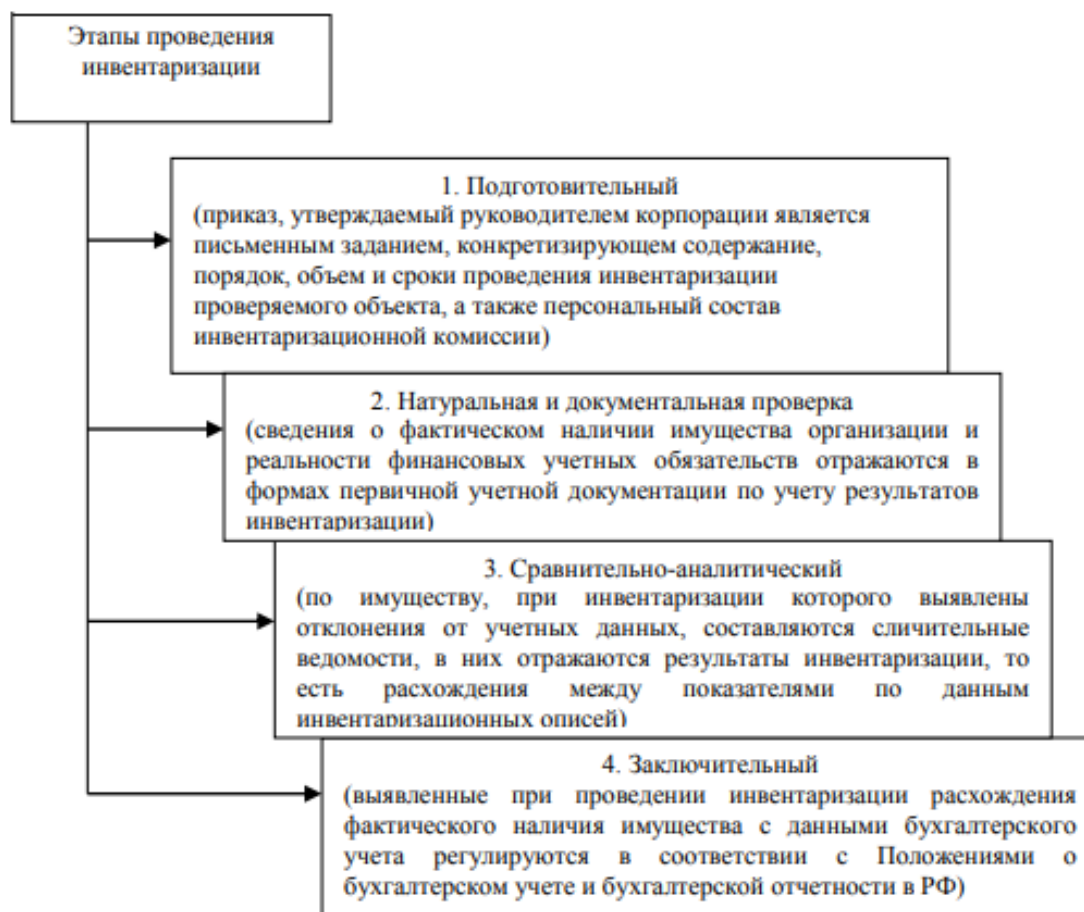 Этапы проведения
инвентаризации
1. Подготовительный
(приказ, утверждаемый руководителем корпорации является
письменным заданием, конкретизирующем содержание,
порядок, объем и сроки проведения инвентаризации
проверяемого объекта, а также персональный состав
инвентаризационной комиссии)
2. Натуральная и документальная проверка
(сведения о фактическом наличии имущества организации и
реальности финансовых учетных обязательств отражаются в
формах первичной учетной документации по учету результатов
инвентаризации)
3. Сравнительно-аналитический
(по имуществу, при инвентаризации которого выявлены
отклонения от учетных данных, составляются сличительные
ведомости, в них отражаются результаты инвентаризации, то
есть расхождения между показателями по данным
инвентаризационных описей)
4. Заключительный
(выявленные при проведении инвентаризации расхождения
фактического наличия имущества с данными бухгалтерского
учета регулируются в соответствии с Положениями о
бухгалтерском учете и бухгалтерской отчетности в РФ)